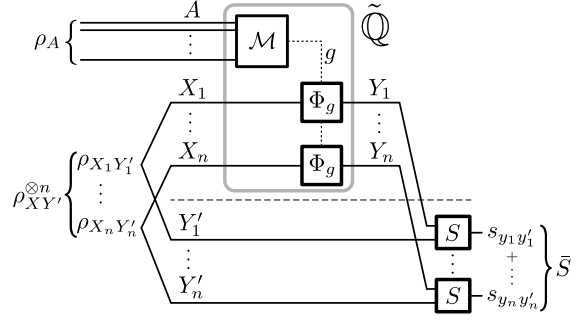 A
ρ_A { ⋮ M g Q̃
X_1 Φ_g Y_1
⋮ ⋮
X_n Φ_g Y_n
ρ_{XY'}^{⊗n} { ρ_{X_1Y'_1}
⋮
ρ_{X_nY'_n}
Y'_1 S s_{y_1y'_1}
⋮ ⋮ + ⋮ } S̄
Y'_n S s_{y_ny'_n}